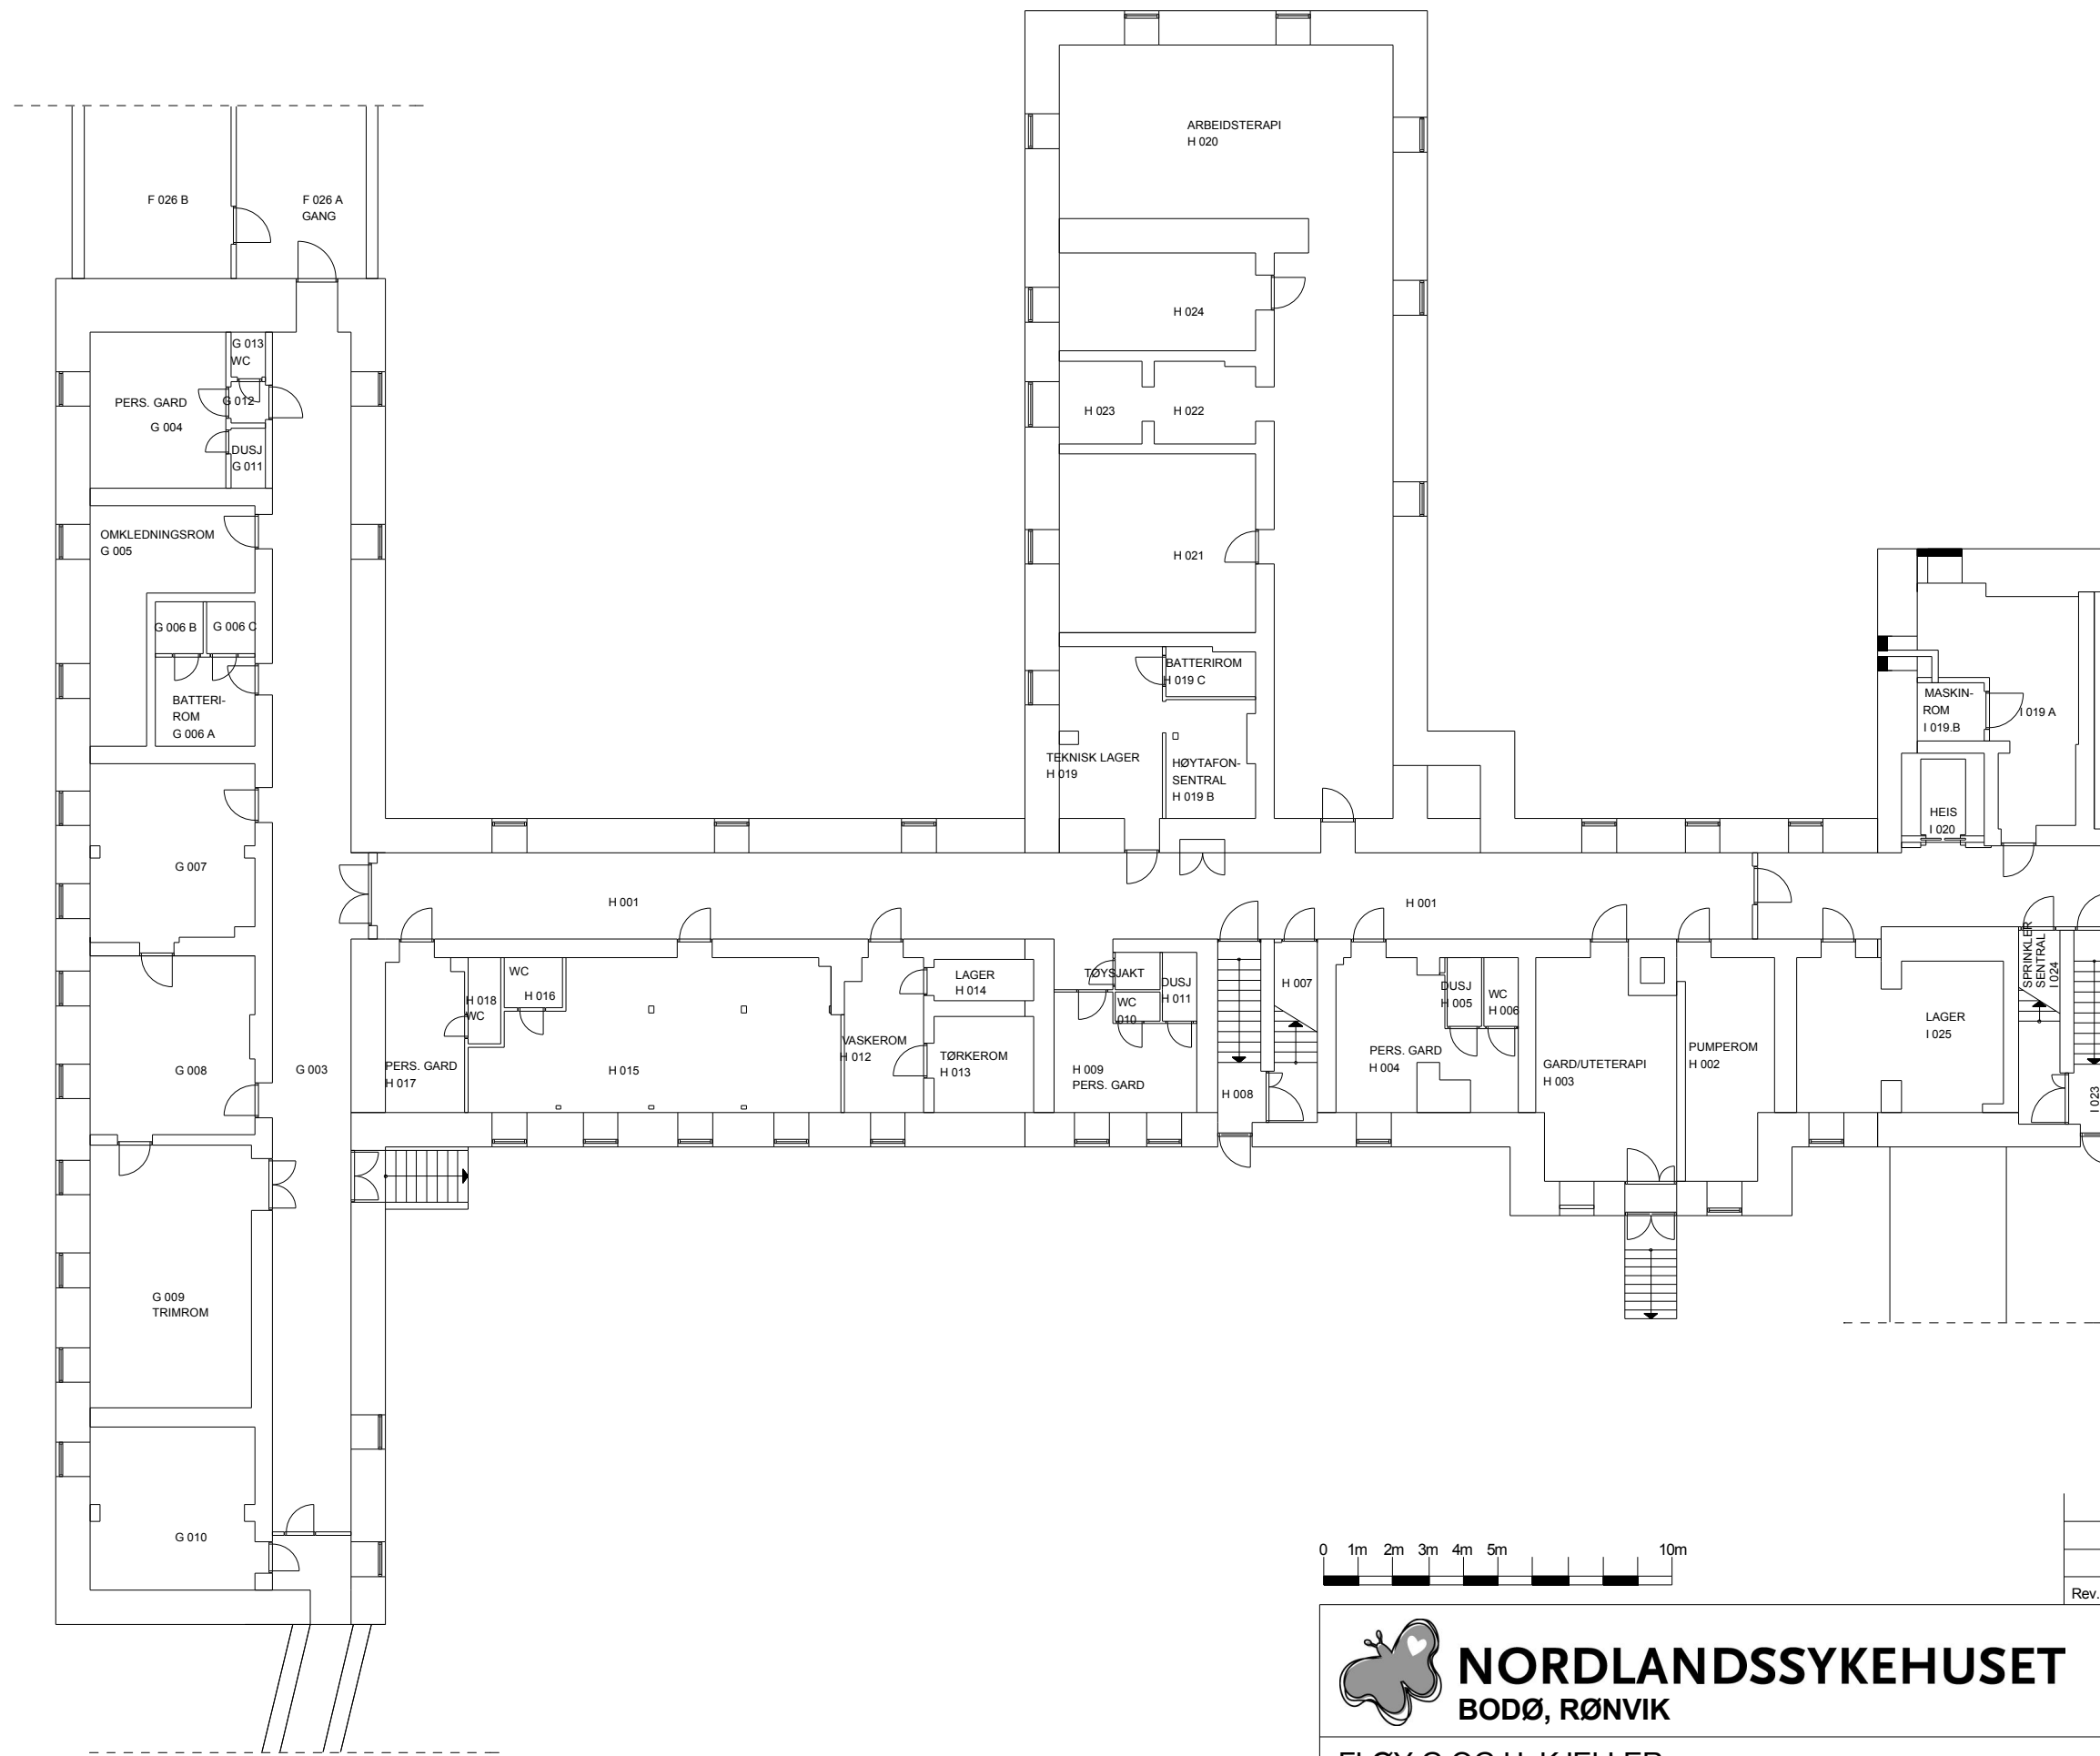 ARBEIDSTERAPI
H 020
F 026 B
F 026 A
GANG
H 024
G 013
WC
PERS. GARD
G 004
G 012
DUSJ
G 011
H 023
H 022
OMKLEDNINGSROM
G 005
H 021
G 006 B
G 006 C
BATTERI-
ROM
G 006 A
BATTERIROM
H 019 C
TEKNISK LAGER
H 019
HØYTAFON-
SENTRAL
H 019 B
MASKIN-
ROM
I 019.B
I 019 A
HEIS
I 020
G 007
H 001
H 001
G 008
G 003
PERS. GARD
H 017
H 018
WC
WC
H 016
H 015
VASKEROM
H 012
LAGER
H 014
TØRKEROM
H 013
TØYSJAKT
WC
010
DUSJ
H 011
H 009
PERS. GARD
H 008
H 007
PERS. GARD
H 004
DUSJ
H 005
WC
H 006
GARD/UTETERAPI
H 003
PUMPEROM
H 002
LAGER
I 025
SPRINKLER
SENTRAL
I 024
I 023
G 009
TRIMROM
G 010
0 1m 2m 3m 4m 5m 10m
Rev.
NORDLANDSSYKEHUSET
BODØ, RØNVIK
FLØY G OG H, KJELLER